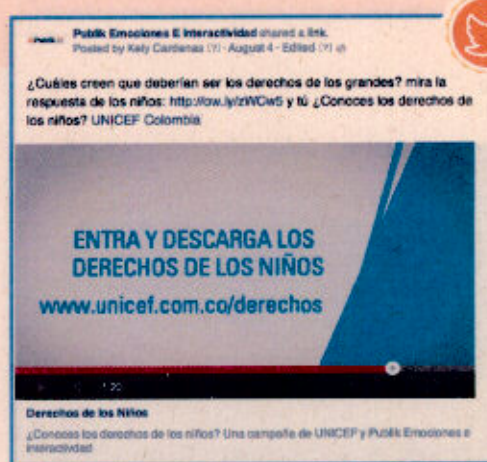 Publik Emociones E Interactividad shared a link.
Posted by Kely Cardenas [?] · August 4 · Edited [?]
¿Cuáles creen que deberían ser los derechos de los grandes? mira la
respuesta de los niños: http://ow.ly/zWCw5 y tú ¿Conoces los derechos de
los niños? UNICEF Colombia
ENTRA Y DESCARGA LOS
DERECHOS DE LOS NIÑOS
www.unicef.com.co/derechos
1:20
Derechos de los Niños
¿Conoces los derechos de los niños? Una campaña de UNICEF y Publik Emociones e
Interactividad